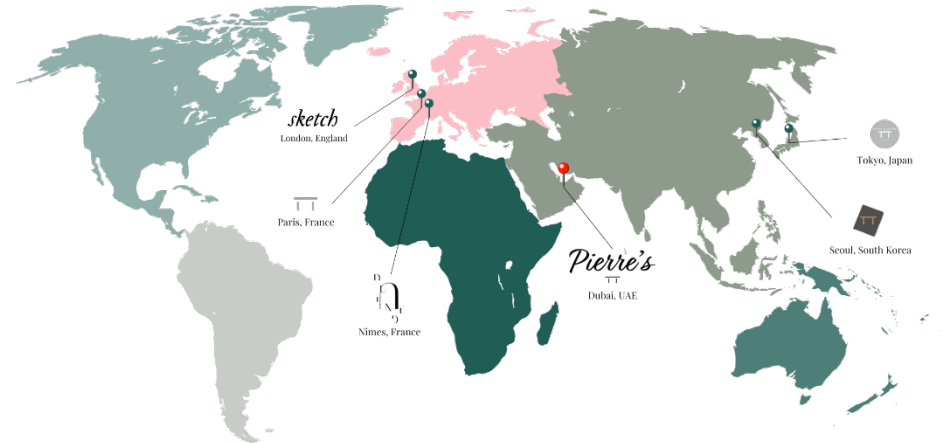 sketch
London, England
Paris, France
Nîmes, France
Pierre's
Dubai, UAE
Tokyo, Japan
Seoul, South Korea